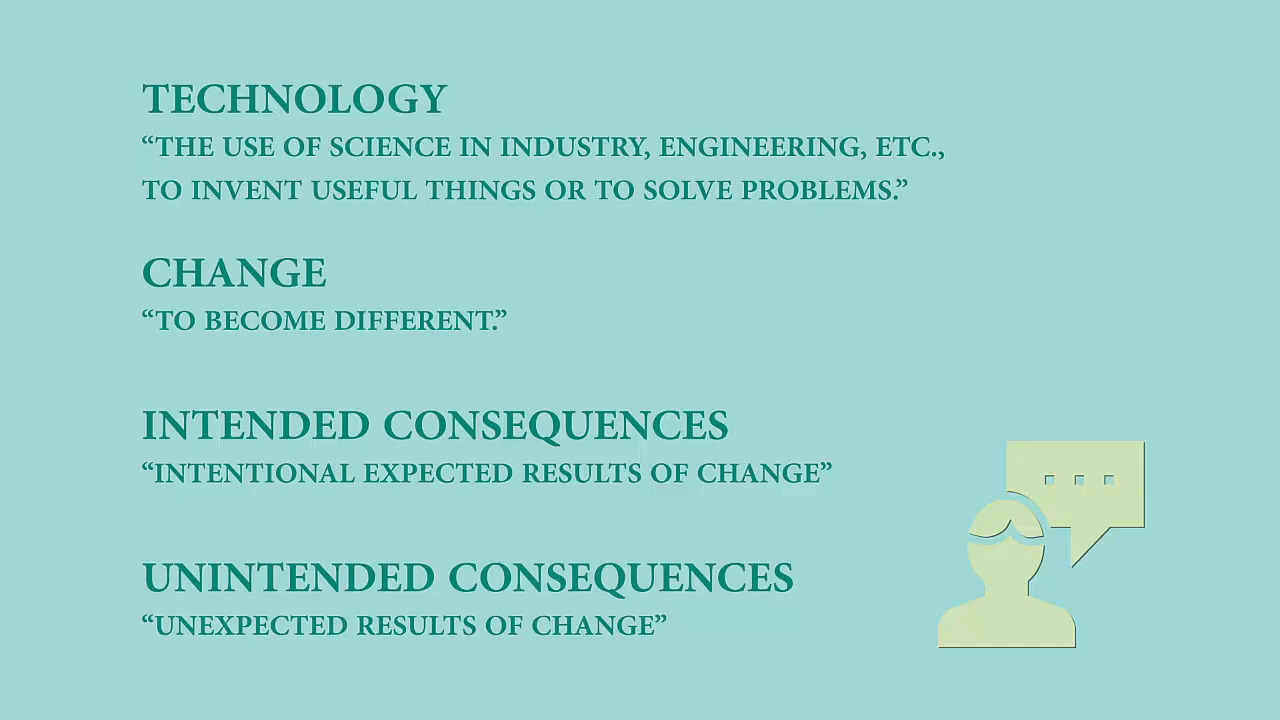 TECHNOLOGY
“THE USE OF SCIENCE IN INDUSTRY, ENGINEERING, ETC.,
TO INVENT USEFUL THINGS OR TO SOLVE PROBLEMS.”
CHANGE
“TO BECOME DIFFERENT.”
INTENDED CONSEQUENCES
“INTENTIONAL EXPECTED RESULTS OF CHANGE”
UNINTENDED CONSEQUENCES
“UNEXPECTED RESULTS OF CHANGE”